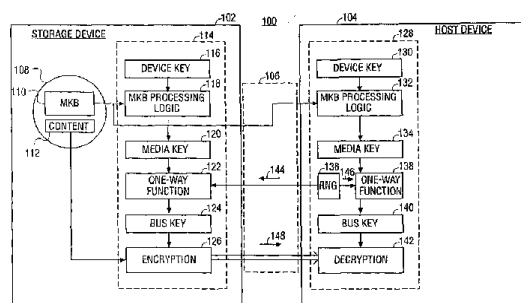 100
102
104
STORAGE DEVICE
HOST DEVICE
114
128
108
110
MKB
CONTENT
112
116
DEVICE KEY
118
MKB PROCESSING
LOGIC
120
MEDIA KEY
122
ONE-WAY
FUNCTION
124
BUS KEY
126
ENCRYPTION
106
144
148
130
DEVICE KEY
132
MKB PROCESSING
LOGIC
134
MEDIA KEY
136
RNG
146
138
ONE-WAY
FUNCTION
140
BUS KEY
142
DECRYPTION